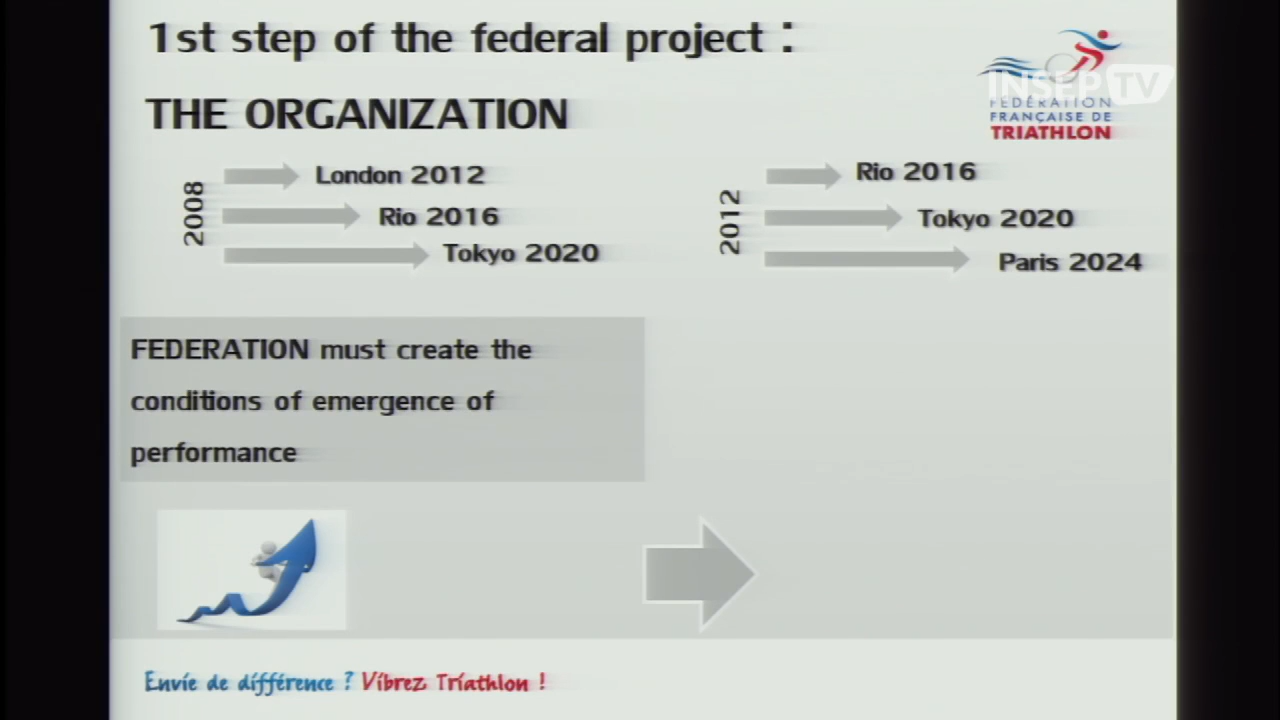 1st step of the federal project :
THE ORGANIZATION
INSEP TV
FÉDÉRATION
FRANÇAISE DE
TRIATHLON
2008
London 2012
Rio 2016
Tokyo 2020
2012
Rio 2016
Tokyo 2020
Paris 2024
FEDERATION must create the
conditions of emergence of
performance
Envie de différence ? Vibrez Triathlon !